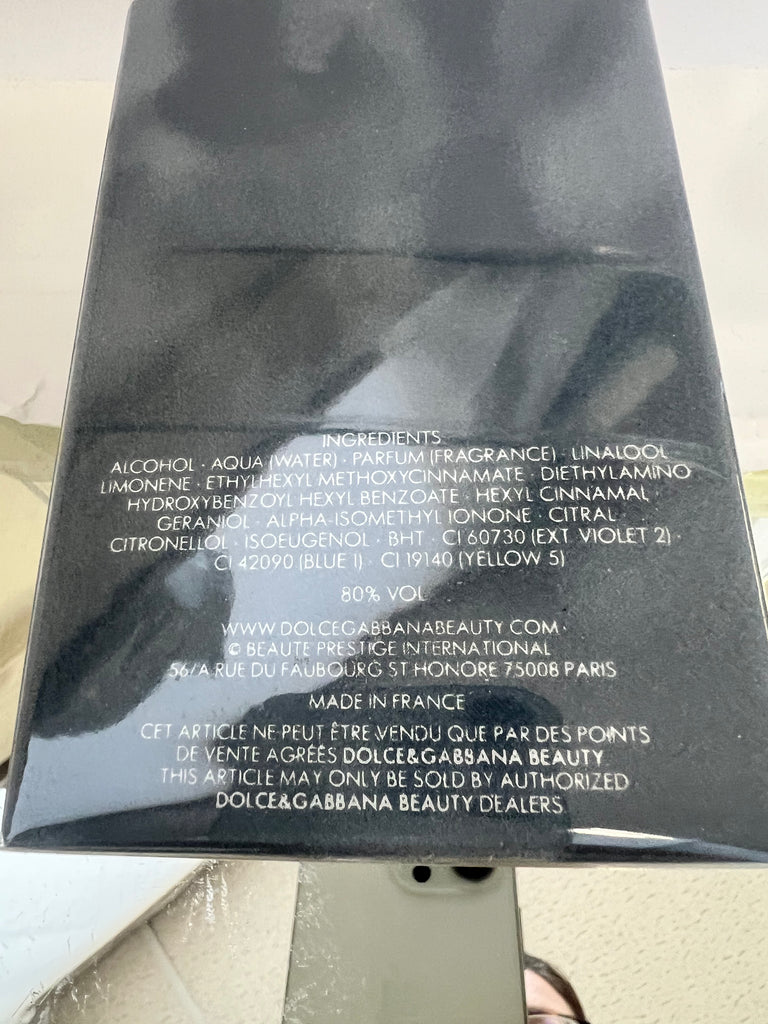 INGREDIENTS
ALCOHOL · AQUA (WATER) · PARFUM (FRAGRANCE) · LINALOOL
LIMONENE · ETHYLHEXYL METHOXYCINNAMATE · DIETHYLAMINO
HYDROXYBENZOYL HEXYL BENZOATE · HEXYL CINNAMAL
GERANIOL · ALPHA-ISOMETHYL IONONE · CITRAL
CITRONELLOL · ISOEUGENOL · BHT · CI 60730 (EXT VIOLET 2) ·
CI 42090 (BLUE 1) · CI 19140 (YELLOW 5)
80% VOL
WWW.DOLCEGABBANABEAUTY.COM·
© BEAUTE PRESTIGE INTERNATIONAL
56/A RUE DU FAUBOURG ST HONORE 75008 PARIS
MADE IN FRANCE
CET ARTICLE NE PEUT ÊTRE VENDU QUE PAR DES POINTS
DE VENTE AGRÉÉS DOLCE&GABBANA BEAUTY
THIS ARTICLE MAY ONLY BE SOLD BY AUTHORIZED
DOLCE&GABBANA BEAUTY DEALERS